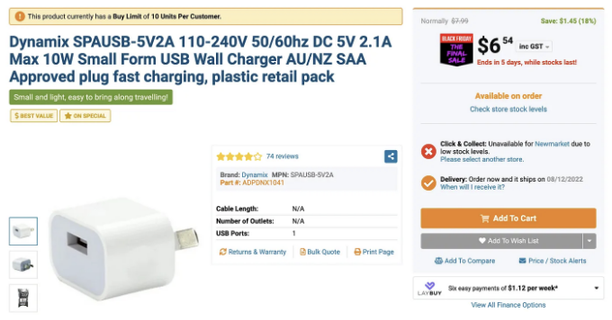 This product currently has a Buy Limit of 10 Units Per Customer.
Dynamix SPAUSB-5V2A 110-240V 50/60hz DC 5V 2.1A
Max 10W Small Form USB Wall Charger AU/NZ SAA
Approved plug fast charging, plastic retail pack
Small and light, easy to bring along travelling!
$ BEST VALUE ON SPECIAL
74 reviews
Brand: Dynamix MPN: SPAUSB-5V2A
Part #: ADPDNX1041
Cable Length: N/A
Number of Outlets: N/A
USB Ports: 1
Returns & Warranty Bulk Quote Print Page
Normally $7.99 Save: $1.45 (18%)
BLACK FRIDAY
THE
FINAL
SALE
$6 54 inc GST
Ends in 5 days, while stocks last!
Available on order
Check store stock levels
Click & Collect: Unavailable for Newmarket due to
low stock levels.
Please select another store.
Delivery: Order now and it ships on 08/12/2022
When will I receive it?
Add To Cart
Add To Wish List
Add To Compare Price / Stock Alerts
LAYBUY Six easy payments of $1.12 per week*
View All Finance Options